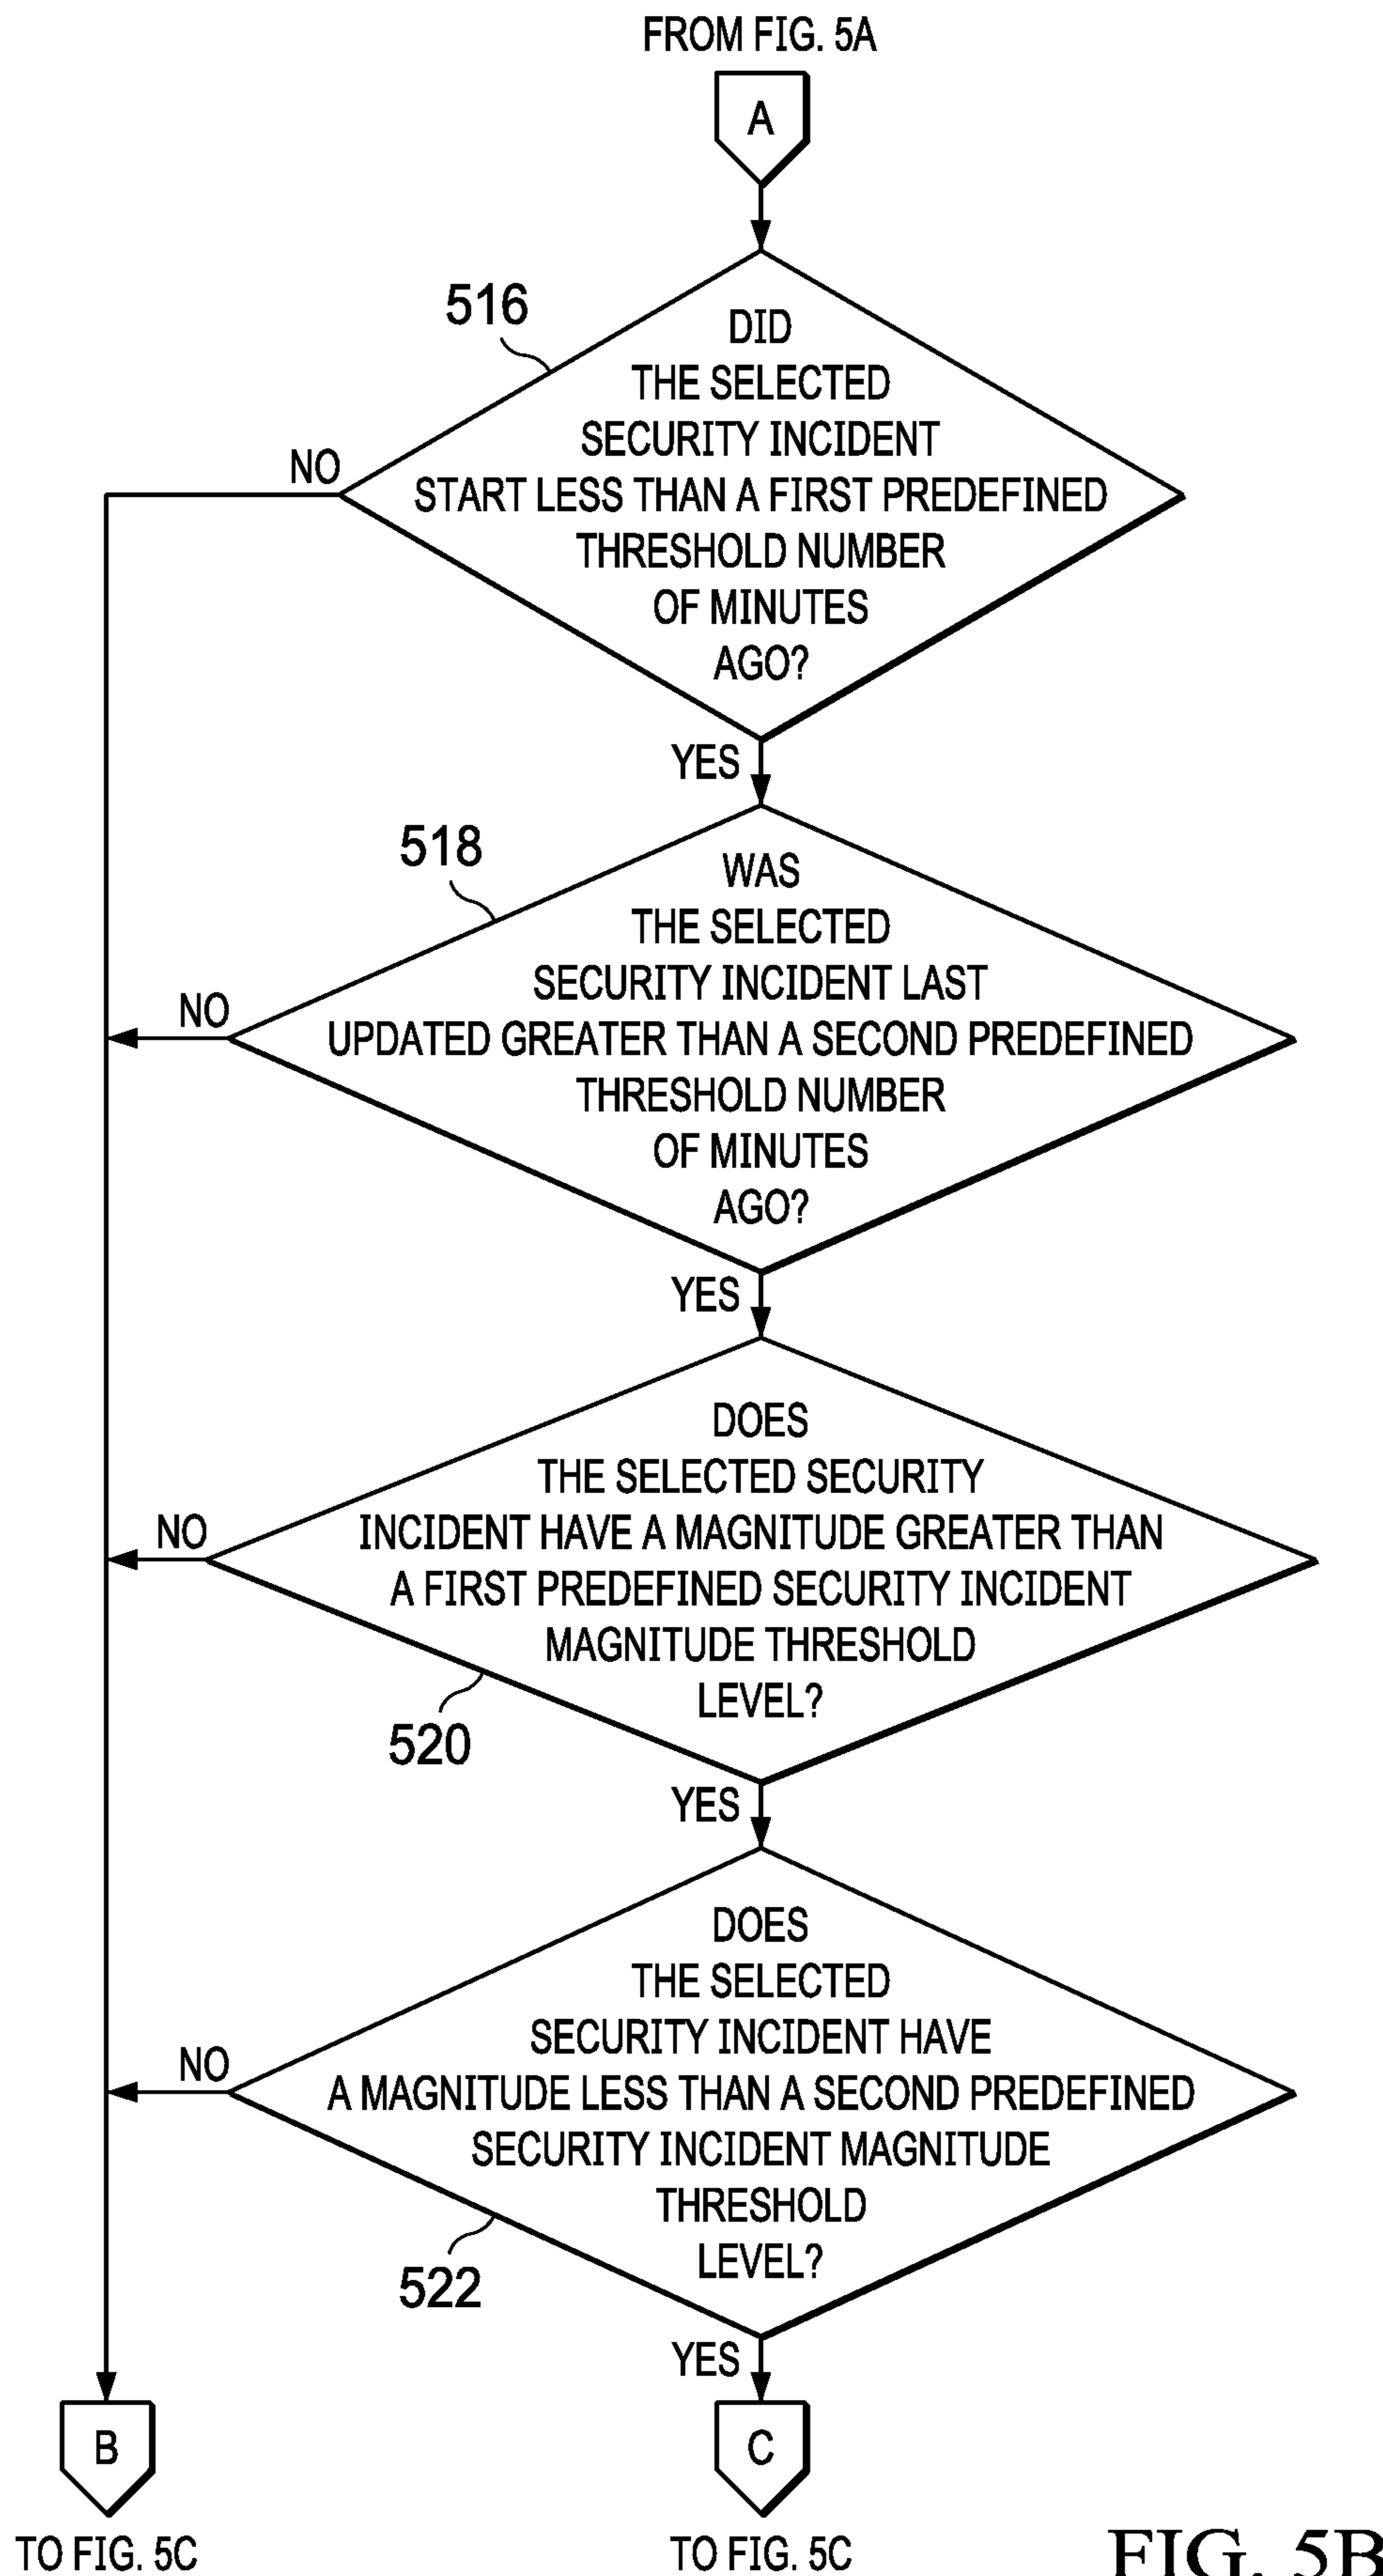 FROM FIG. 5A
A
516
DID
THE SELECTED
SECURITY INCIDENT
START LESS THAN A FIRST PREDEFINED
THRESHOLD NUMBER
OF MINUTES
AGO?
NO
YES
518
WAS
THE SELECTED
SECURITY INCIDENT LAST
UPDATED GREATER THAN A SECOND PREDEFINED
THRESHOLD NUMBER
OF MINUTES
AGO?
NO
YES
DOES
THE SELECTED SECURITY
INCIDENT HAVE A MAGNITUDE GREATER THAN
A FIRST PREDEFINED SECURITY INCIDENT
MAGNITUDE THRESHOLD
LEVEL?
NO
520
YES
DOES
THE SELECTED
SECURITY INCIDENT HAVE
A MAGNITUDE LESS THAN A SECOND PREDEFINED
SECURITY INCIDENT MAGNITUDE
THRESHOLD
LEVEL?
NO
522
YES
B
C
TO FIG. 5C
TO FIG. 5C
FIG. 5B